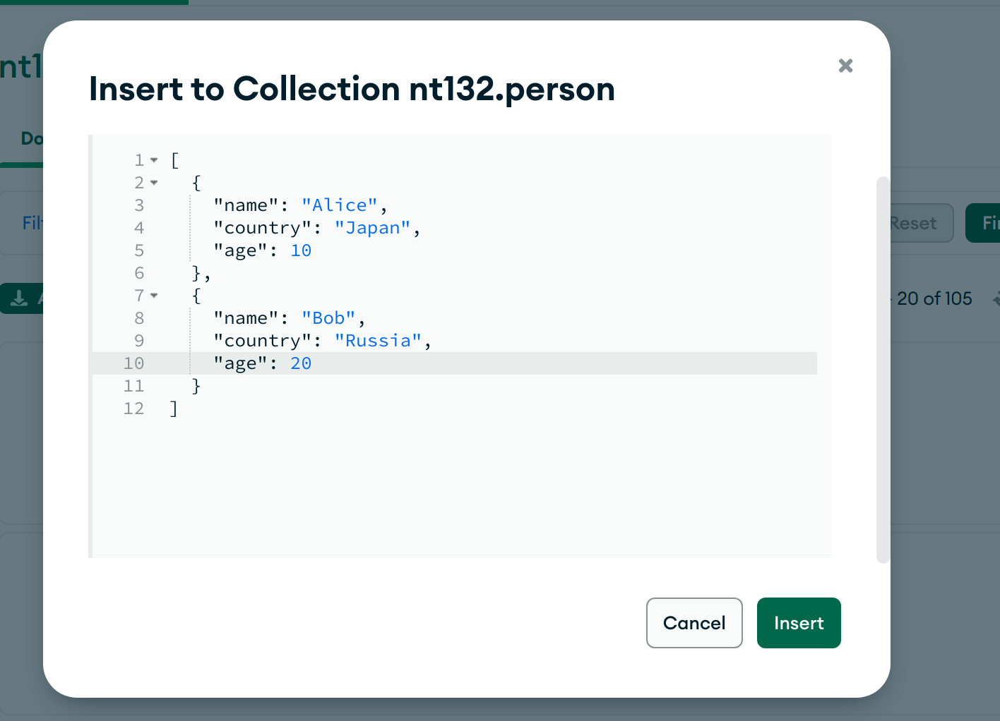 nt1
Insert to Collection nt132.person
Do
1 [
2 {
3 "name": "Alice",
4 "country": "Japan",
5 "age": 10
6 },
7 {
8 "name": "Bob",
9 "country": "Russia",
10 "age": 20
11 }
12 ]
Fil
Reset
Fi
20 of 105
Cancel
Insert